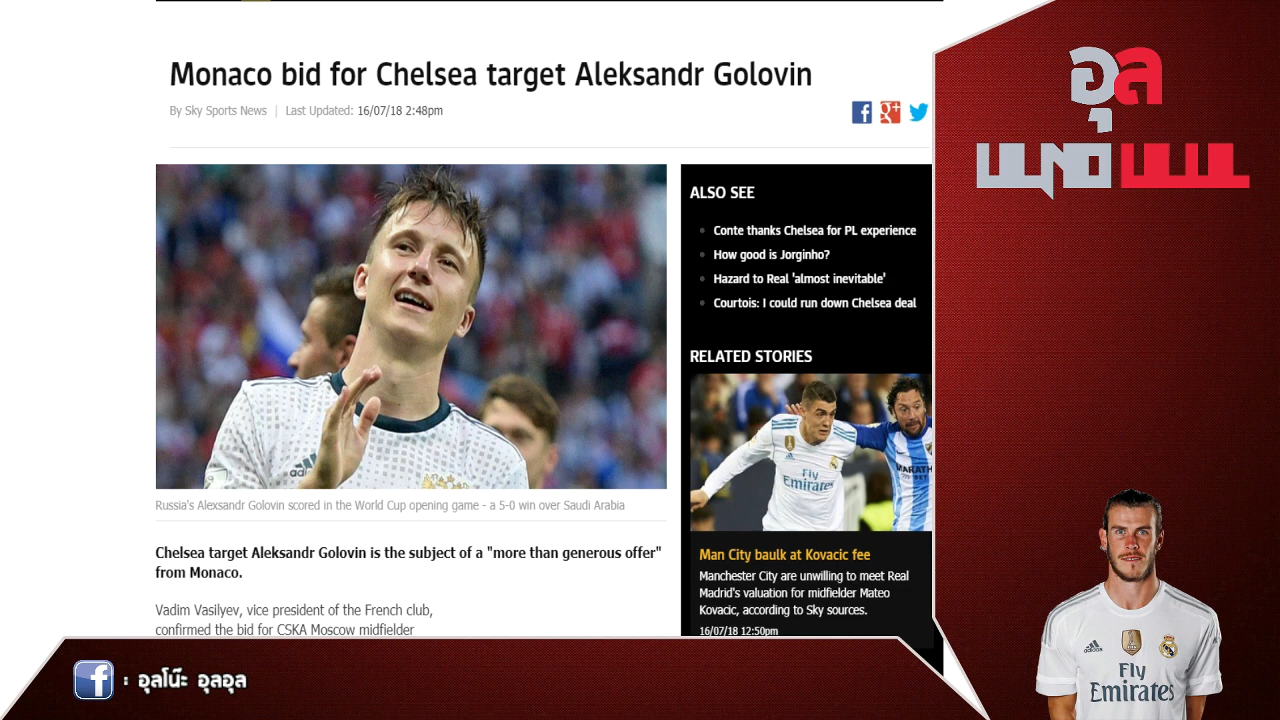 Monaco bid for Chelsea target Aleksandr Golovin
By Sky Sports News | Last Updated: 16/07/18 2:48pm
Russia's Alexsandr Golovin scored in the World Cup opening game - a 5-0 win over Saudi Arabia
Chelsea target Aleksandr Golovin is the subject of a "more than generous offer"
from Monaco.
Vadim Vasilyev, vice president of the French club,
confirmed the bid for CSKA Moscow midfielder
ALSO SEE
Conte thanks Chelsea for PL experience
How good is Jorginho?
Hazard to Real 'almost inevitable'
Courtois: I could run down Chelsea deal
RELATED STORIES
adidas
Fly
Emirates
MARATH
BET
Man City baulk at Kovacic fee
Manchester City are unwilling to meet Real
Madrid's valuation for midfielder Mateo
Kovacic, according to Sky sources.
16/07/18 12:50pm
อุล
adidas
Fly
Emirates
: อุลโน๊ะ อุลอุล